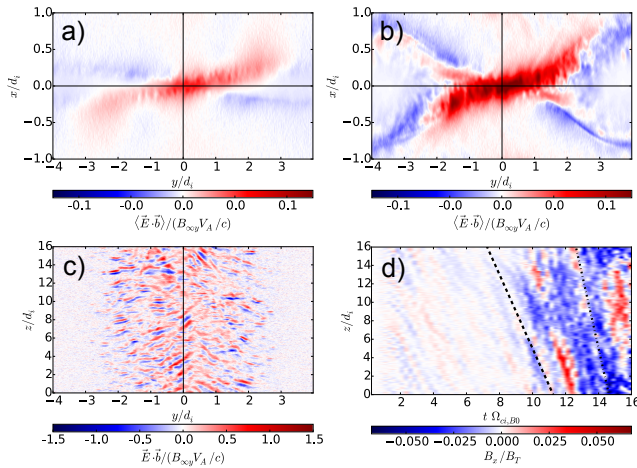 a)
1.0
0.5
0.0
−0.5
−1.0
x/d_i
−4 −3 −2 −1 0 1 2 3
y/d_i
-0.1 -0.0 0.0 0.1
⟨E⃗·b⃗⟩/(B_∞y V_A/c)
b)
1.0
0.5
0.0
−0.5
−1.0
x/d_i
−4 −3 −2 −1 0 1 2 3
y/d_i
-0.1 -0.0 0.0 0.1
⟨E⃗·b⃗⟩/(B_∞y V_A/c)
c)
16
14
12
10
8
6
4
2
0
z/d_i
−4 −3 −2 −1 0 1 2 3
y/d_i
−1.5 −1.0 −0.5 0.0 0.5 1.0 1.5
E⃗·b⃗/(B_∞y V_A/c)
d)
16
14
12
10
8
6
4
2
0
z/d_i
2 4 6 8 10 12 14 16
t Ω_ci,B0
−0.050 −0.025 0.000 0.025 0.050
B_x/B_T